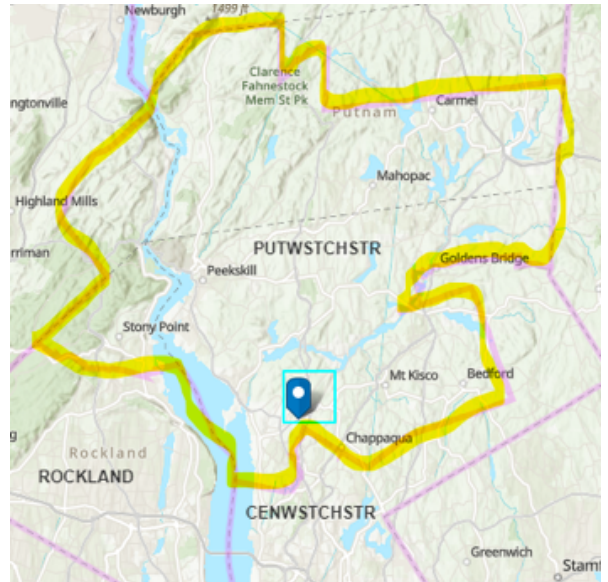 Newburgh
1499 ft
Clarence
Fahnestock
Mem St Pk
ngtonville
Putnam
Carmel
Mahopac
Highland Mills
PUTWSTCHSTR
Goldens Bridge
rriman
Peekskill
Stony Point
Mt Kisco
Bedford
Chappaqua
Rockland
g
ROCKLAND
CENWSTCHSTR
Greenwich
Stamf